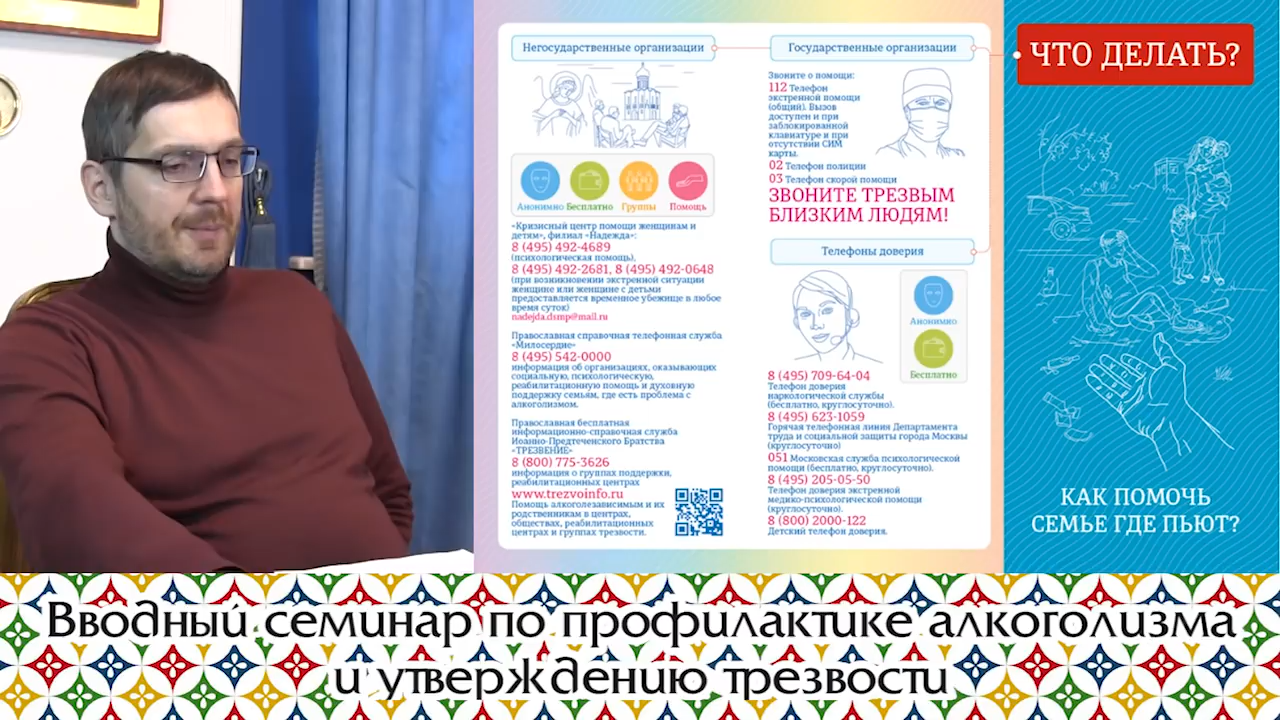 Негосударственные организации
Анонимно Бесплатно Группы Помощь
«Кризисный центр помощи женщинам и
детям», филиал «Надежда»:
8 (495) 492-4689
(психологическая помощь),
8 (495) 492-2681, 8 (495) 492-0648
(при возникновении экстренной ситуации
женщине или женщине с детьми
предоставляется временное убежище в любое
время суток)
nadejda.dsmp@mail.ru
Православная справочная телефонная служба
«Милосердие»
8 (495) 542-0000
информация об организациях, оказывающих
социальную, психологическую,
реабилитационную помощь и духовную
поддержку семьям, где есть проблема с
алкоголизмом.
Православная бесплатная
информационно-справочная служба
Иоанно-Предтеченского Братства
«ТРЕЗВЕНИЕ»
8 (800) 775-3626
информация о группах поддержки,
реабилитационных центрах
www.trezvoinfo.ru
Помощь алкоголезависимым и их
родственникам в центрах,
обществах, реабилитационных
центрах и группах трезвости.
Государственные организации
Звоните о помощи:
112 Телефон
экстренной помощи
(общий). Вызов
доступен и при
заблокированной
клавиатуре и при
отсутствии СИМ
карты.
02 Телефон полиции
03 Телефон скорой помощи
ЗВОНИТЕ ТРЕЗВЫМ
БЛИЗКИМ ЛЮДЯМ!
Телефоны доверия
Анонимно
Бесплатно
8 (495) 709-64-04
Телефон доверия
наркологической службы
(бесплатно, круглосуточно).
8 (495) 623-1059
Горячая телефонная линия Департамента
труда и социальной защиты города Москвы
(круглосуточно)
051 Московская служба психологической
помощи (бесплатно, круглосуточно).
8 (495) 205-05-50
Телефон доверия экстренной
медико-психологической помощи
(круглосуточно).
8 (800) 2000-122
Детский телефон доверия.
ЧТО ДЕЛАТЬ?
КАК ПОМОЧЬ
СЕМЬЕ ГДЕ ПЬЮТ?
Вводный семинар по профилактике алкоголизма
и утверждению трезвости